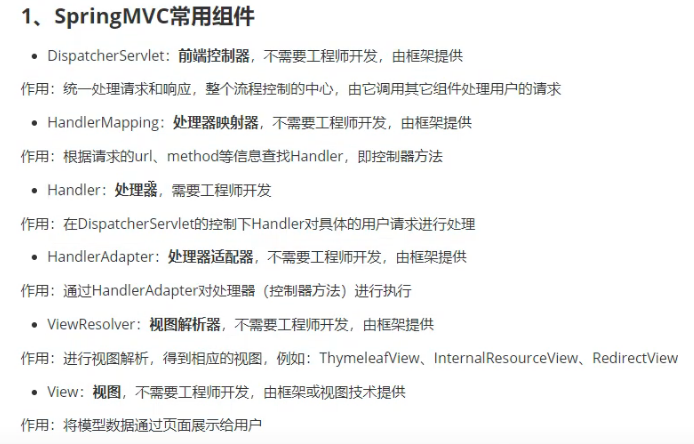 1、SpringMVC常用组件
DispatcherServlet：前端控制器，不需要工程师开发，由框架提供
作用：统一处理请求和响应，整个流程控制的中心，由它调用其它组件处理用户的请求
HandlerMapping：处理器映射器，不需要工程师开发，由框架提供
作用：根据请求的url、method等信息查找Handler，即控制器方法
Handler：处理器，需要工程师开发
作用：在DispatcherServlet的控制下Handler对具体的用户请求进行处理
HandlerAdapter：处理器适配器，不需要工程师开发，由框架提供
作用：通过HandlerAdapter对处理器（控制器方法）进行执行
ViewResolver：视图解析器，不需要工程师开发，由框架提供
作用：进行视图解析，得到相应的视图，例如：ThymeleafView、InternalResourceView、RedirectView
View：视图，不需要工程师开发，由框架或视图技术提供
作用：将模型数据通过页面展示给用户